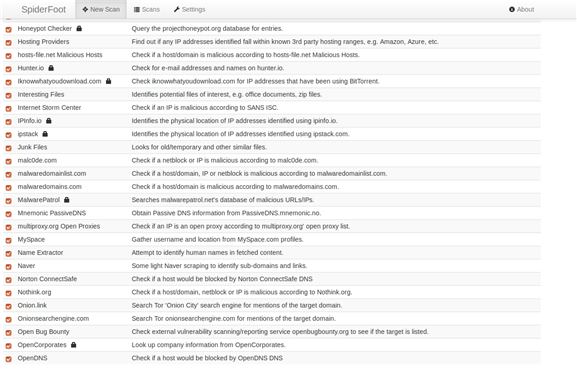 SpiderFoot New Scan Scans Settings About
Honeypot Checker Query the projecthoneypot.org database for entries.
Hosting Providers Find out if any IP addresses identified fall within known 3rd party hosting ranges, e.g. Amazon, Azure, etc.
hosts-file.net Malicious Hosts Check if a host/domain is malicious according to hosts-file.net Malicious Hosts.
Hunter.io Check for e-mail addresses and names on hunter.io.
Iknowwhatyoudownload.com Check iknowwhatyoudownload.com for IP addresses that have been using BitTorrent.
Interesting Files Identifies potential files of interest, e.g. office documents, zip files.
Internet Storm Center Check if an IP is malicious according to SANS ISC.
IPInfo.io Identifies the physical location of IP addresses identified using ipinfo.io.
ipstack Identifies the physical location of IP addresses identified using ipstack.com.
Junk Files Looks for old/temporary and other similar files.
malc0de.com Check if a netblock or IP is malicious according to malc0de.com.
malwaredomainlist.com Check if a host/domain, IP or netblock is malicious according to malwaredomainlist.com.
malwaredomains.com Check if a host/domain is malicious according to malwaredomains.com.
MalwarePatrol Searches malwarepatrol.net's database of malicious URLs/IPs.
Mnemonic PassiveDNS Obtain Passive DNS information from PassiveDNS.mnemonic.no.
multiproxy.org Open Proxies Check if an IP is an open proxy according to multiproxy.org' open proxy list.
MySpace Gather username and location from MySpace.com profiles.
Name Extractor Attempt to identify human names in fetched content.
Naver Some light Naver scraping to identify sub-domains and links.
Norton ConnectSafe Check if a host would be blocked by Norton ConnectSafe DNS
Nothink.org Check if a host/domain, netblock or IP is malicious according to Nothink.org.
Onion.link Search Tor 'Onion City' search engine for mentions of the target domain.
Onionsearchengine.com Search Tor onionsearchengine.com for mentions of the target domain.
Open Bug Bounty Check external vulnerability scanning/reporting service openbugbounty.org to see if the target is listed.
OpenCorporates Look up company information from OpenCorporates.
OpenDNS Check if a host would be blocked by OpenDNS DNS